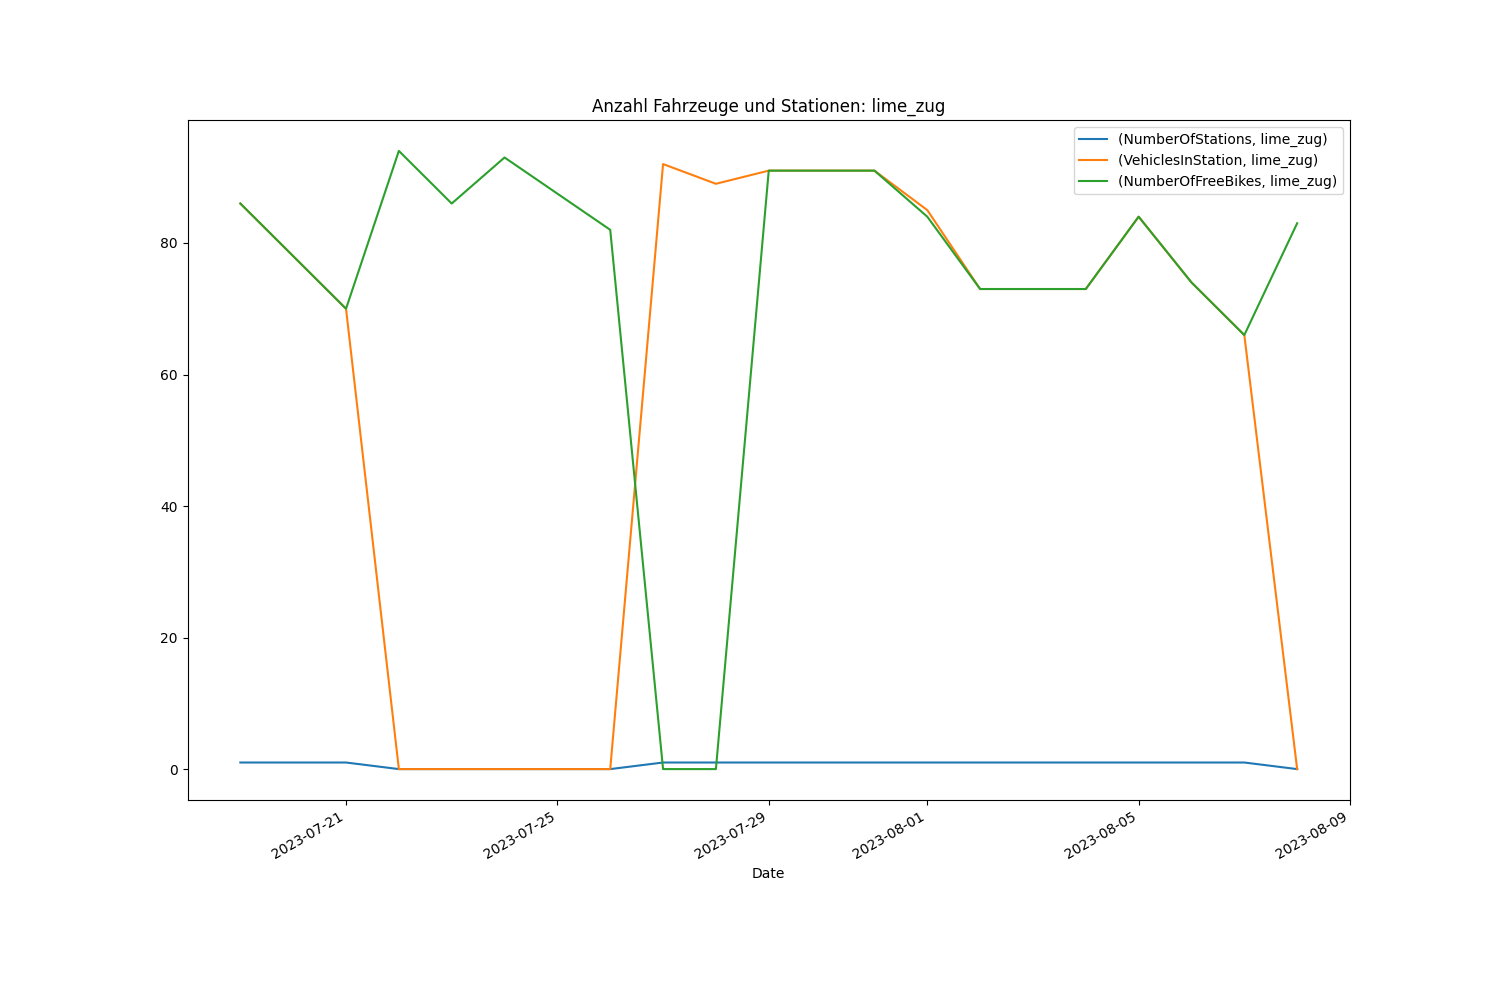 Anzahl Fahrzeuge und Stationen: lime_zug
(NumberOfStations, lime_zug)
(VehiclesInStation, lime_zug)
(NumberOfFreeBikes, lime_zug)
80
60
40
20
0
2023-07-21
2023-07-25
2023-07-29
2023-08-01
2023-08-05
2023-08-09
Date